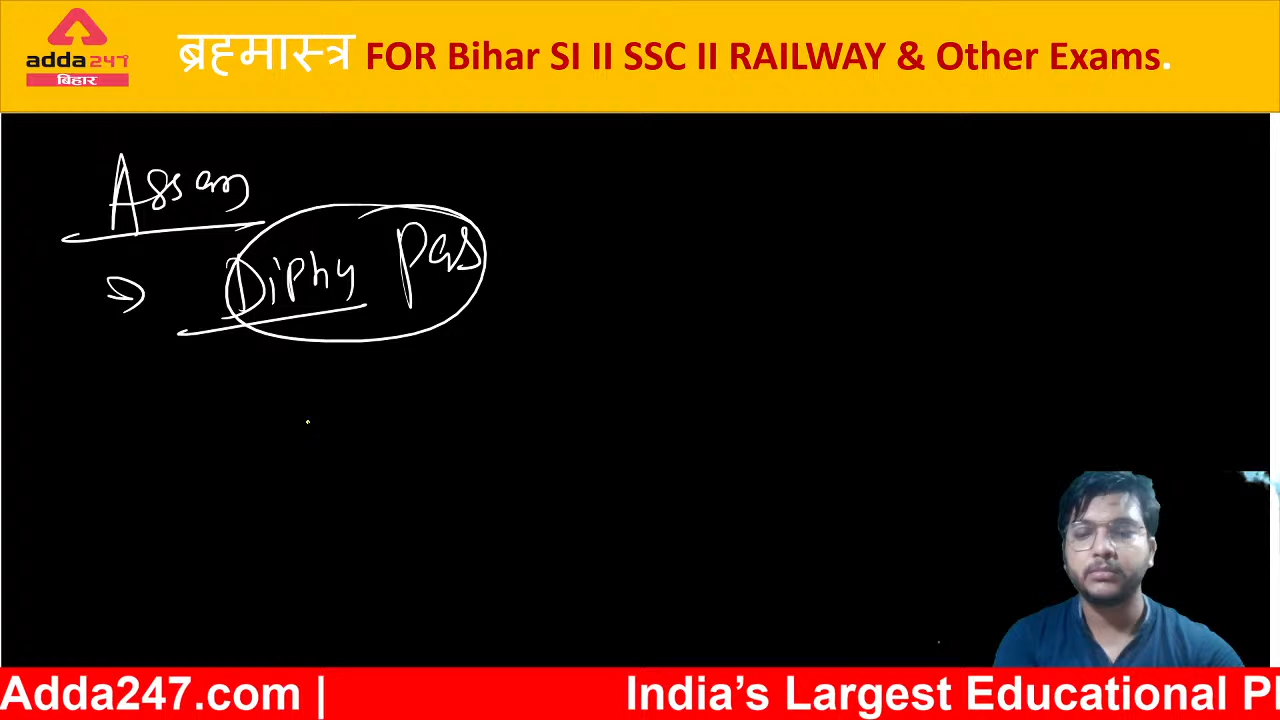 adda247
बिहार
ब्रह्मास्त्र FOR Bihar SI II SSC II RAILWAY & Other Exams.
Assam
Diphu Pass
Adda247.com | India's Largest Educational Pl